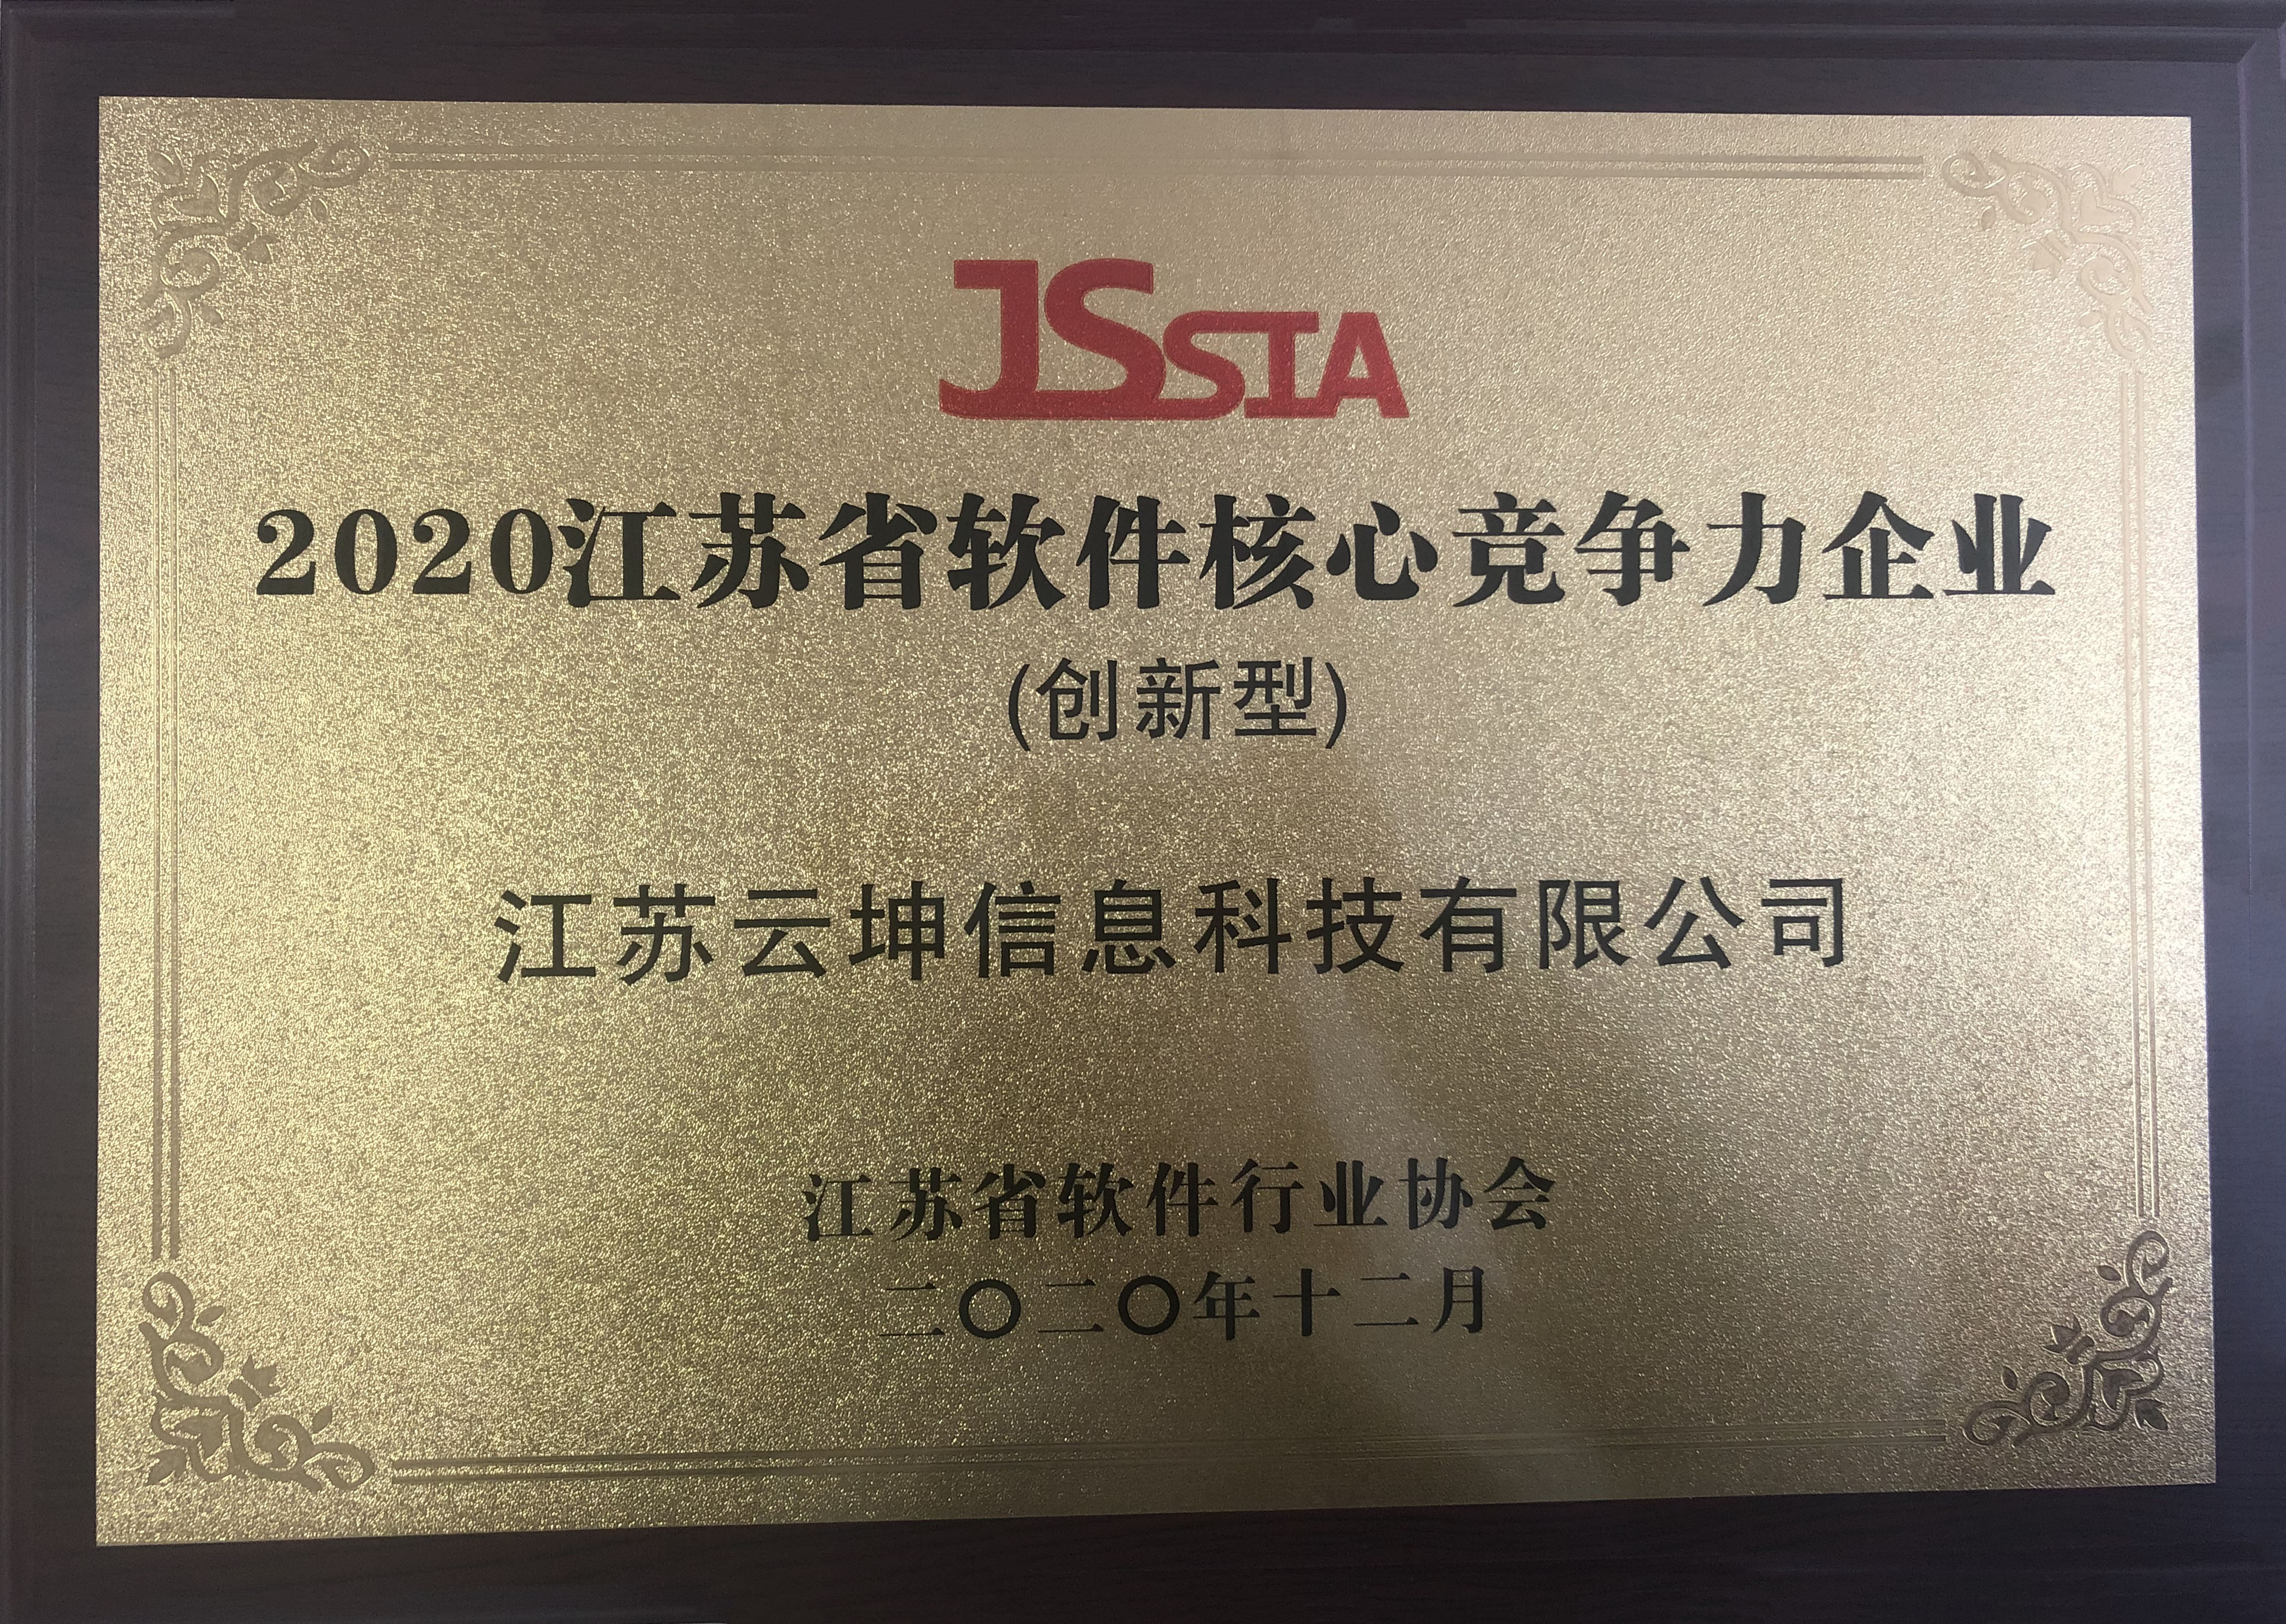 JSSIA
2020江苏省软件核心竞争力企业
(创新型)
江苏云坤信息科技有限公司
江苏省软件行业协会
二〇二〇年十二月